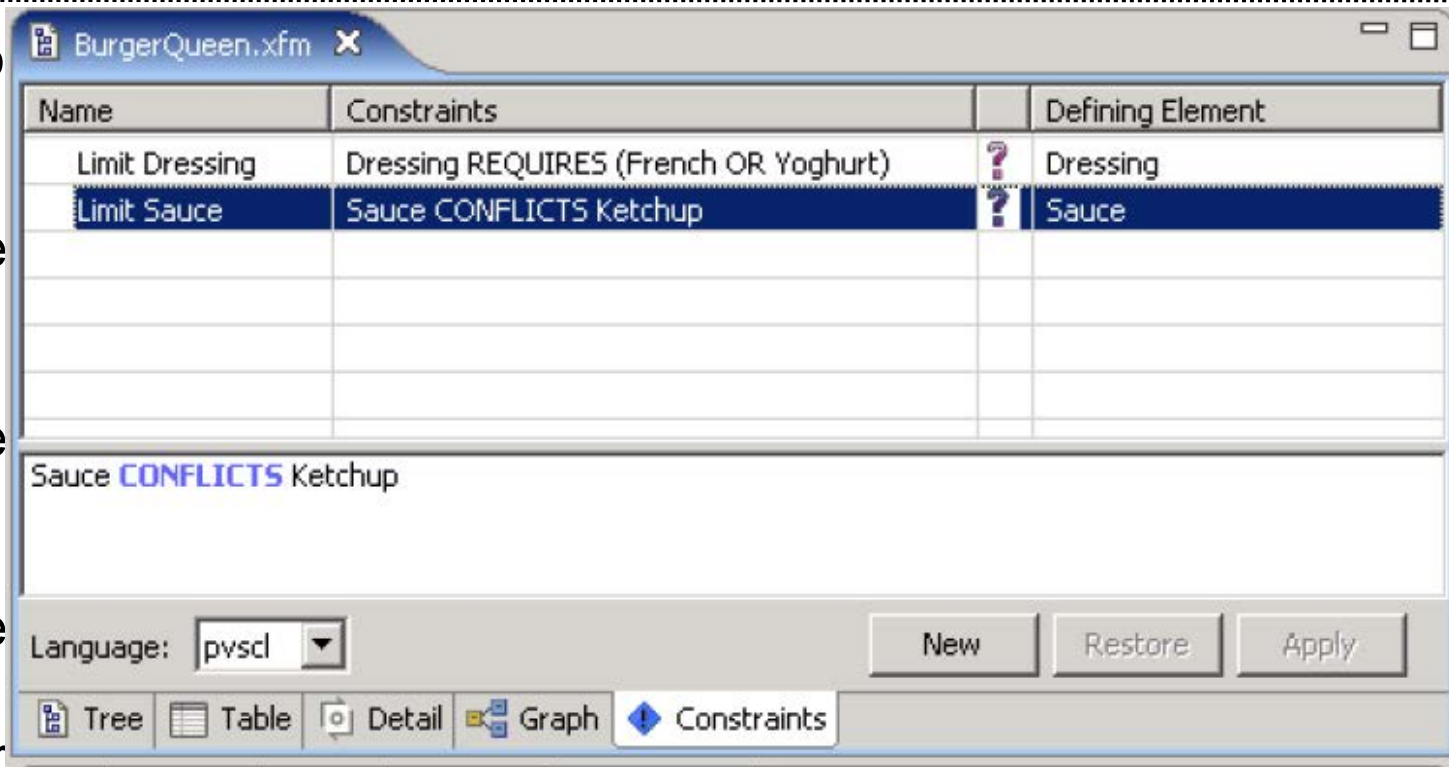 BurgerQueen.xfm
Name Constraints Defining Element
Limit Dressing Dressing REQUIRES (French OR Yoghurt) ? Dressing
Limit Sauce Sauce CONFLICTS Ketchup ? Sauce
Sauce CONFLICTS Ketchup
Language: pvscl New Restore Apply
Tree Table Detail Graph Constraints